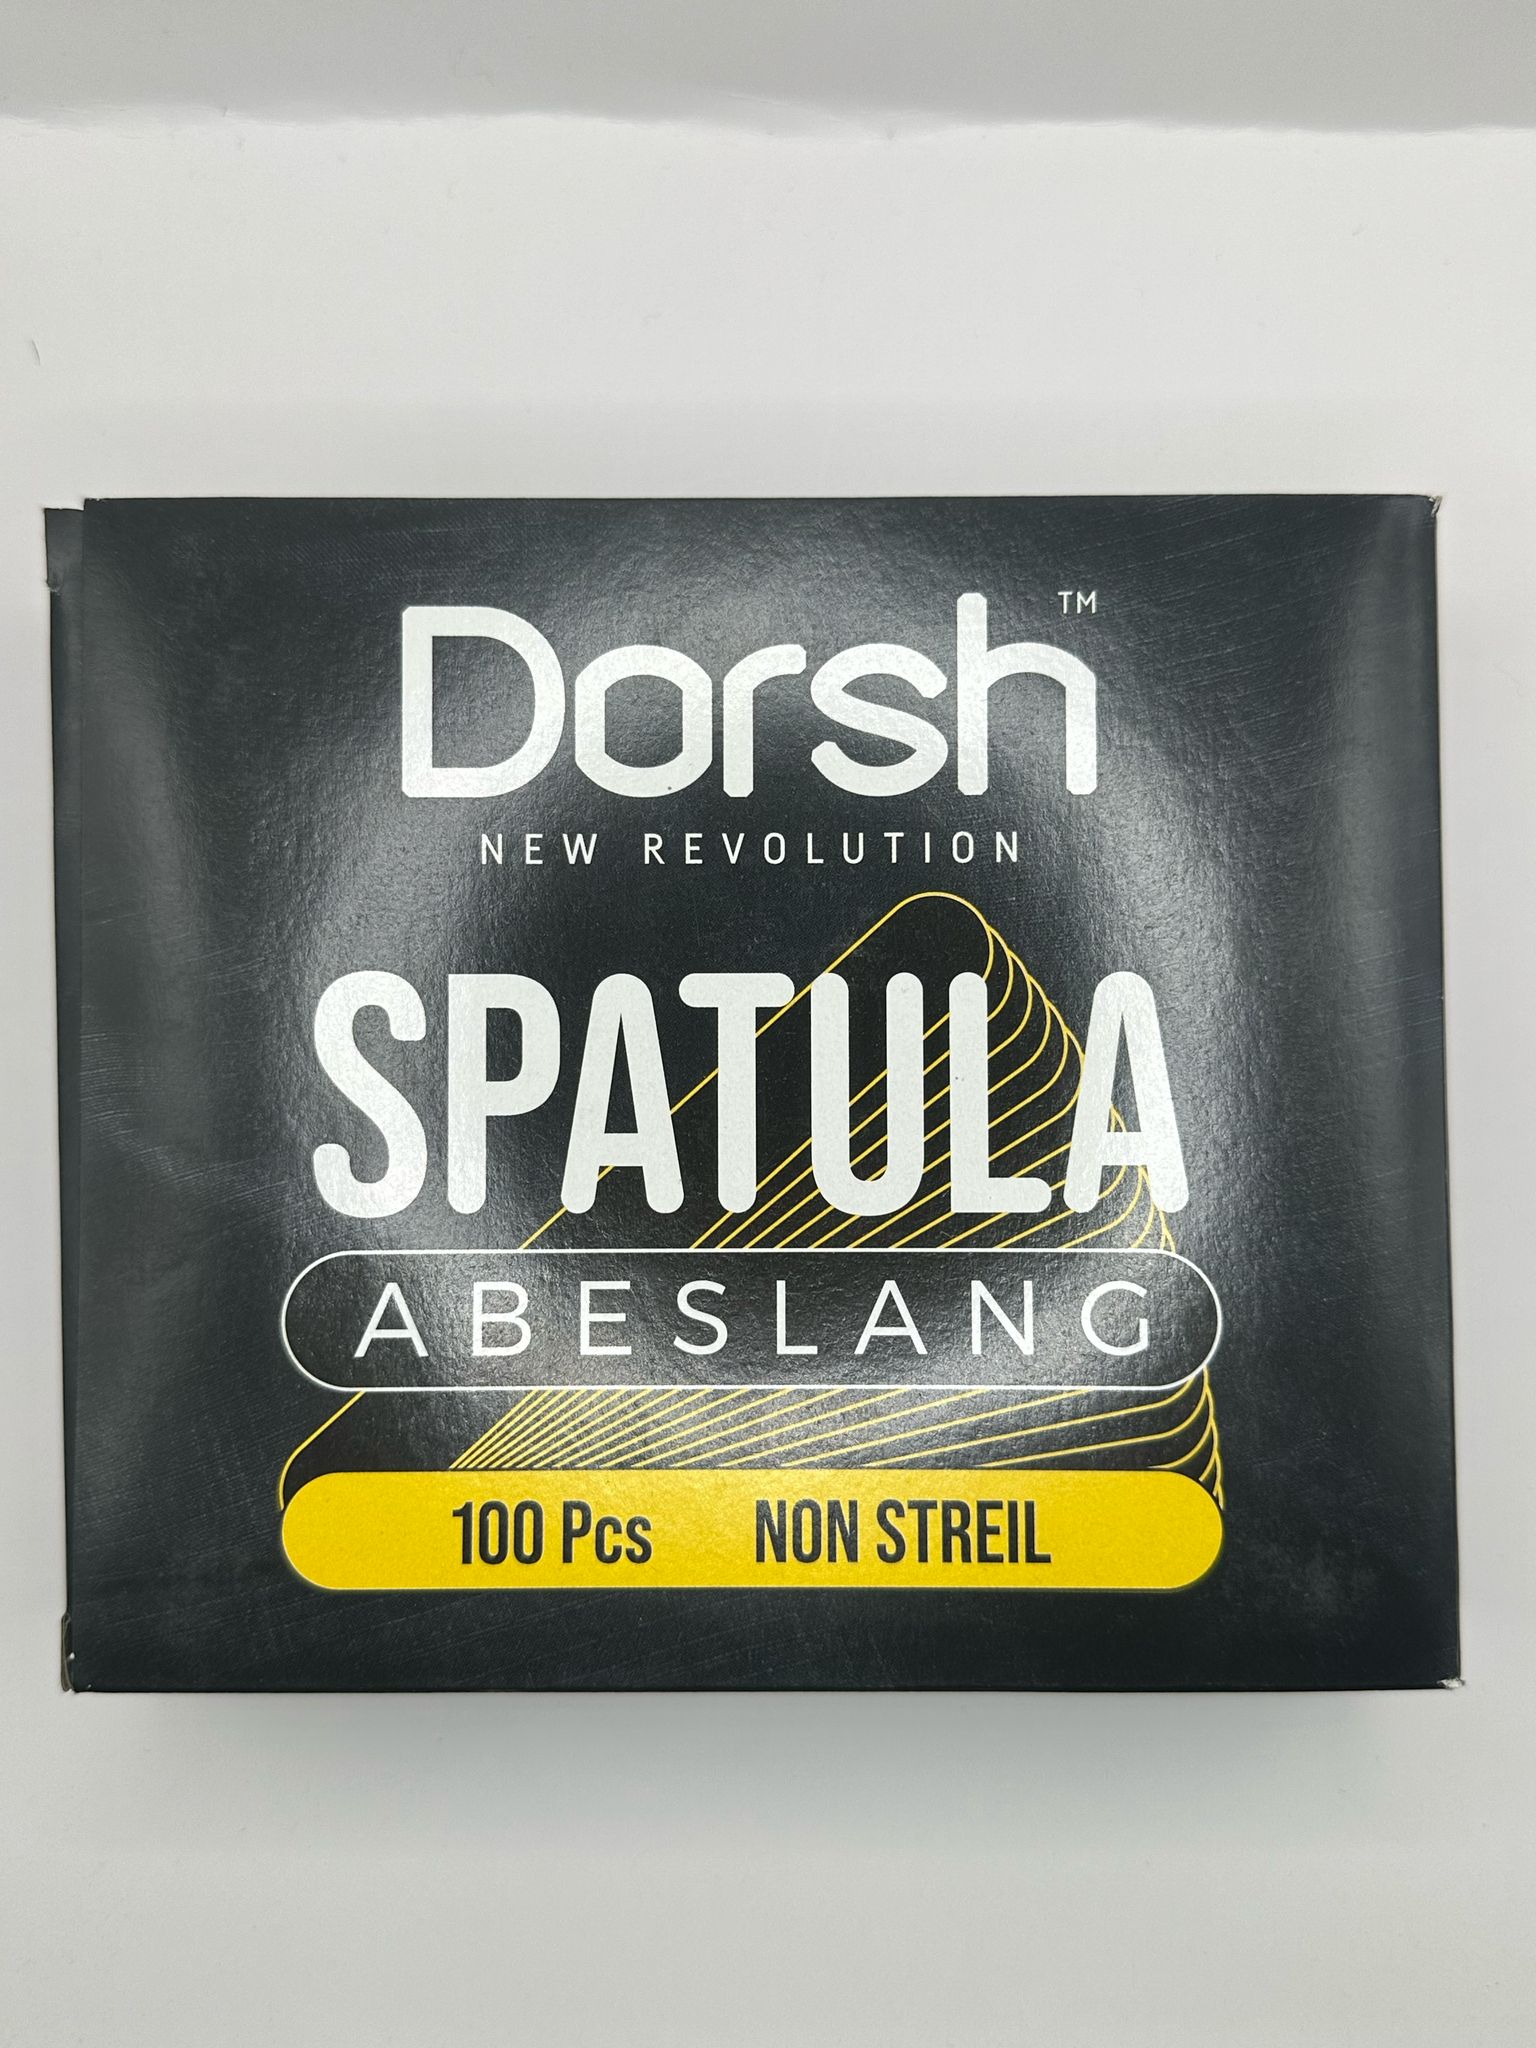 Dorsh™
NEW REVOLUTION
SPATULA
ABESLANG
100 Pcs NON STREIL